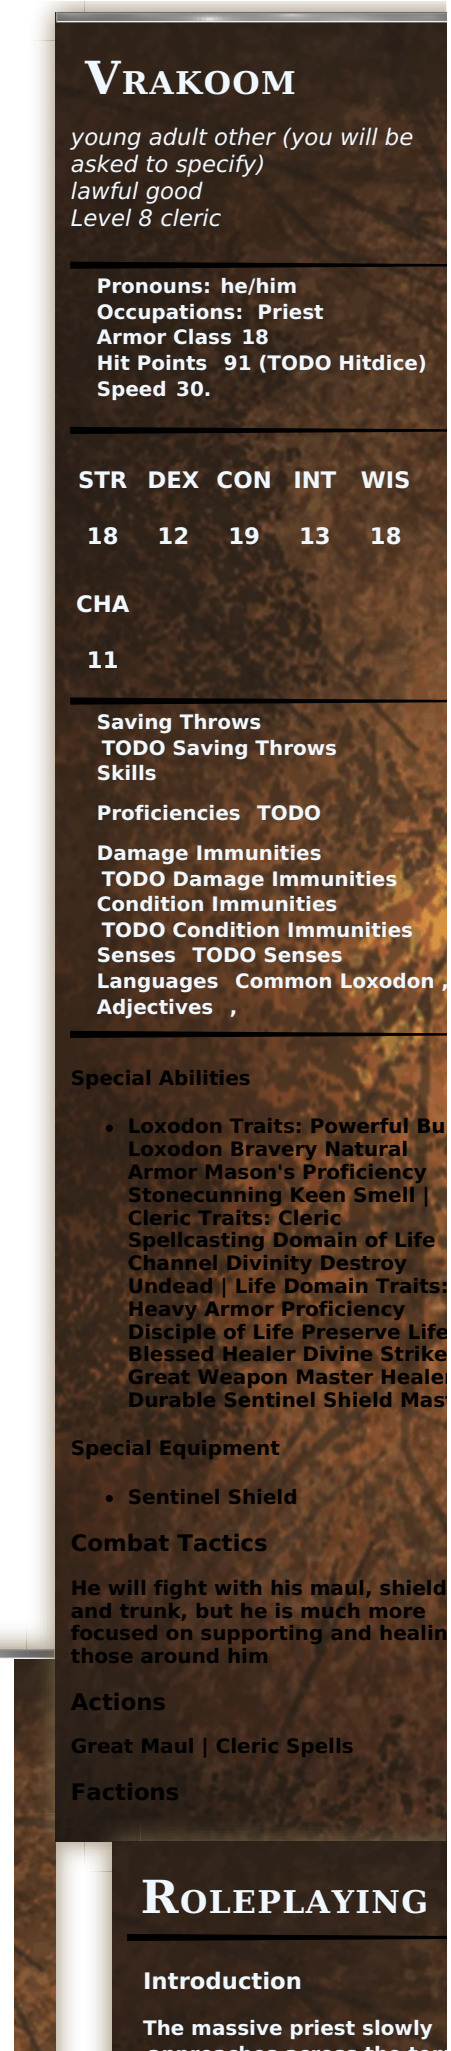 Vrakoom
young adult other (you will be
asked to specify)
lawful good
Level 8 cleric
Pronouns: he/him
Occupations: Priest
Armor Class 18
Hit Points 91 (TODO Hitdice)
Speed 30.
STR DEX CON INT WIS
18 12 19 13 18
CHA
11
Saving Throws
TODO Saving Throws
Skills
Proficiencies TODO
Damage Immunities
TODO Damage Immunities
Condition Immunities
TODO Condition Immunities
Senses TODO Senses
Languages Common Loxodon ,
Adjectives ,
Special Abilities
• Loxodon Traits: Powerful Bu
Loxodon Bravery Natural
Armor Mason's Proficiency
Stonecunning Keen Smell |
Cleric Traits: Cleric
Spellcasting Domain of Life
Channel Divinity Destroy
Undead | Life Domain Traits:
Heavy Armor Proficiency
Disciple of Life Preserve Life
Blessed Healer Divine Strike
Great Weapon Master Healer
Durable Sentinel Shield Mas
Special Equipment
• Sentinel Shield
Combat Tactics
He will fight with his maul, shield
and trunk, but he is much more
focused on supporting and healin
those around him
Actions
Great Maul | Cleric Spells
Factions
Roleplaying
Introduction
The massive priest slowly
approaches across the